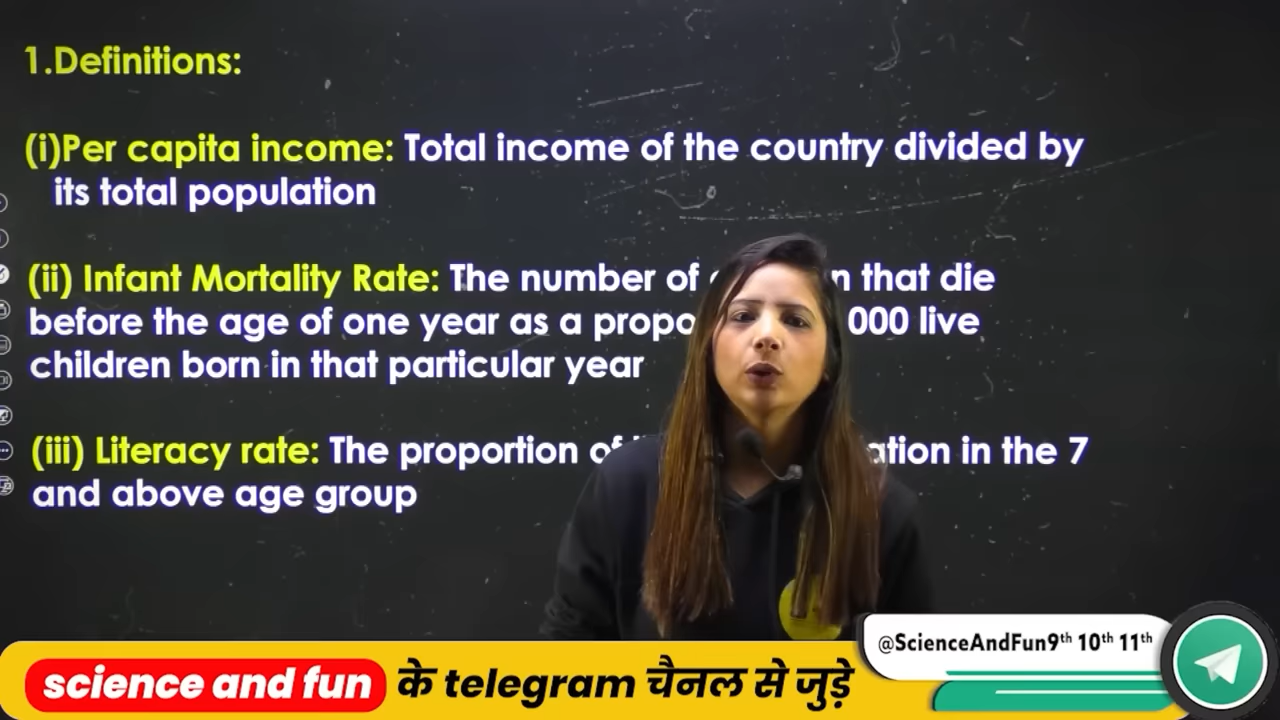 1.Definitions:
(i)Per capita income: Total income of the country divided by
its total population
(ii) Infant Mortality Rate: The number of that die
before the age of one year as a 000 live
children born in that particular year
(iii) Literacy rate: The proportion of in the 7
and above age group
@ScienceAndFun9th 10th 11th
science and fun के telegram चैनल से जुड़े